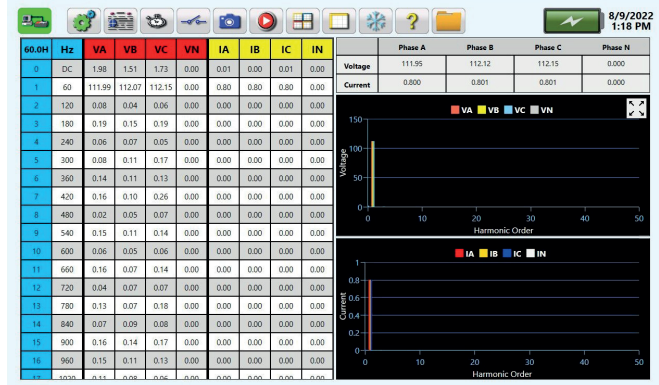 8/9/2022
1:18 PM
60.0H Hz VA VB VC VN IA IB IC IN
0 DC 1.98 1.51 1.73 0.00 0.01 0.00 0.01 0.00
1 60 111.99 112.07 112.15 0.00 0.80 0.80 0.80 0.00
2 120 0.08 0.04 0.06 0.00 0.00 0.00 0.00 0.00
3 180 0.19 0.15 0.19 0.00 0.00 0.00 0.00 0.00
4 240 0.06 0.07 0.05 0.00 0.00 0.00 0.00 0.00
5 300 0.08 0.11 0.17 0.00 0.00 0.00 0.00 0.00
6 360 0.14 0.11 0.13 0.00 0.00 0.00 0.00 0.00
7 420 0.16 0.10 0.26 0.00 0.00 0.00 0.00 0.00
8 480 0.02 0.05 0.07 0.00 0.00 0.00 0.00 0.00
9 540 0.15 0.11 0.14 0.00 0.00 0.00 0.00 0.00
10 600 0.06 0.05 0.06 0.00 0.00 0.00 0.00 0.00
11 660 0.16 0.07 0.14 0.00 0.00 0.00 0.00 0.00
12 720 0.04 0.07 0.07 0.00 0.00 0.00 0.00 0.00
13 780 0.13 0.07 0.18 0.00 0.00 0.00 0.00 0.00
14 840 0.07 0.09 0.08 0.00 0.00 0.00 0.00 0.00
15 900 0.16 0.14 0.17 0.00 0.00 0.00 0.00 0.00
16 960 0.15 0.11 0.13 0.00 0.00 0.00 0.00 0.00
Phase A Phase B Phase C Phase N
Voltage 111.95 112.12 112.15 0.000
Current 0.800 0.801 0.801 0.000
VA VB VC VN
Voltage
150
100
50
0
0 10 20 30 40 50
Harmonic Order
IA IB IC IN
Current
1
0.8
0.6
0.4
0.2
0
0 10 20 30 40 50
Harmonic Order